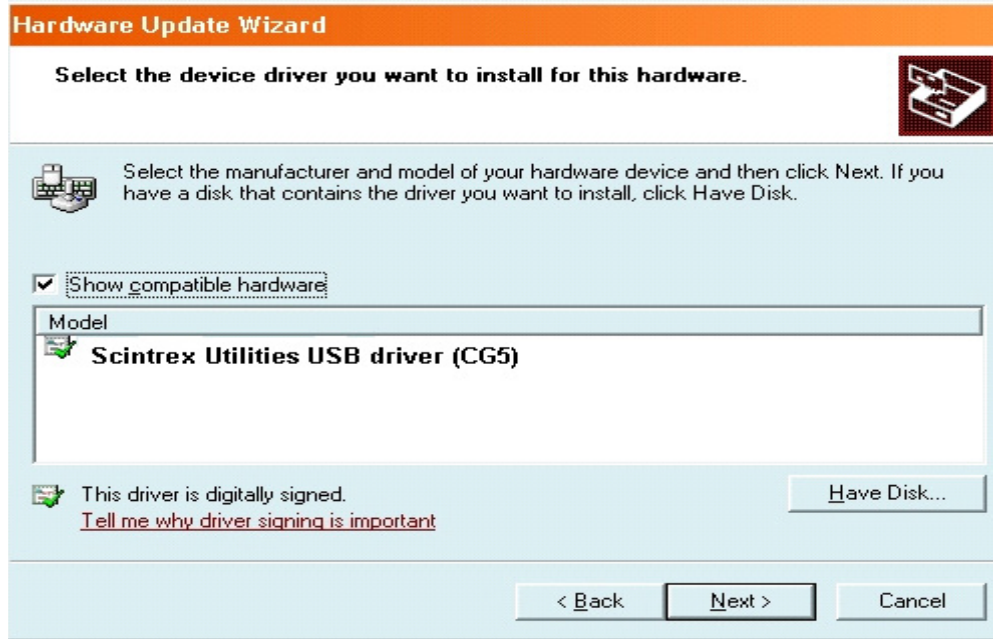 Hardware Update Wizard
Select the device driver you want to install for this hardware.
Select the manufacturer and model of your hardware device and then click Next. If you
have a disk that contains the driver you want to install, click Have Disk.
Show compatible hardware
Model
Scintrex Utilities USB driver (CG5)
This driver is digitally signed.
Have Disk...
Tell me why driver signing is important
< Back Next > Cancel